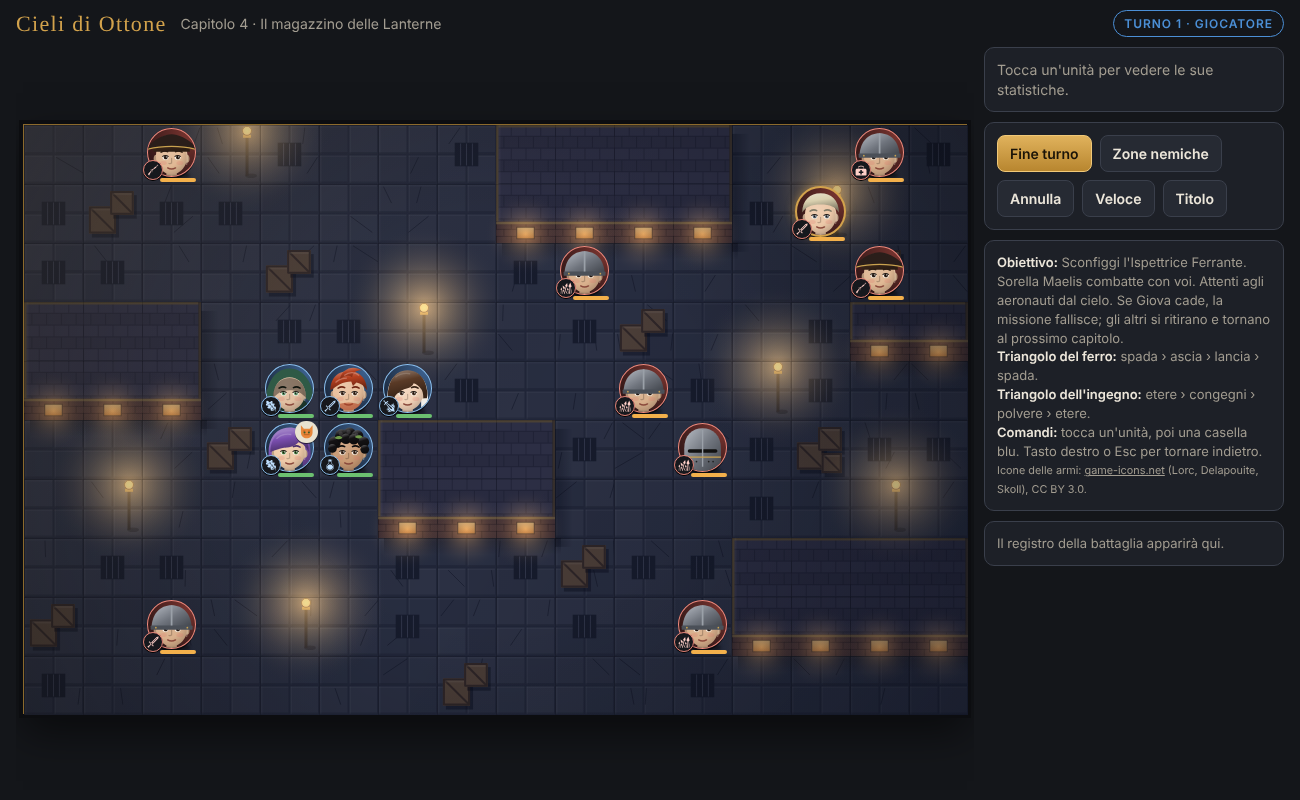 Cieli di Ottone
Capitolo 4 · Il magazzino delle Lanterne
TURNO 1 · GIOCATORE
Tocca un'unità per vedere le sue
statistiche.
Fine turno
Zone nemiche
Annulla
Veloce
Titolo
Obiettivo: Sconfiggi l'Ispettrice Ferrante.
Sorella Maelis combatte con voi. Attenti agli
aeronauti dal cielo. Se Giova cade, la
missione fallisce; gli altri si ritirano e tornano
al prossimo capitolo.
Triangolo del ferro: spada › ascia › lancia ›
spada.
Triangolo dell'ingegno: etere › congegni ›
polvere › etere.
Comandi: tocca un'unità, poi una casella
blu. Tasto destro o Esc per tornare indietro.
Icone delle armi: game-icons.net (Lorc, Delapouite,
Skoll), CC BY 3.0.
Il registro della battaglia apparirà qui.